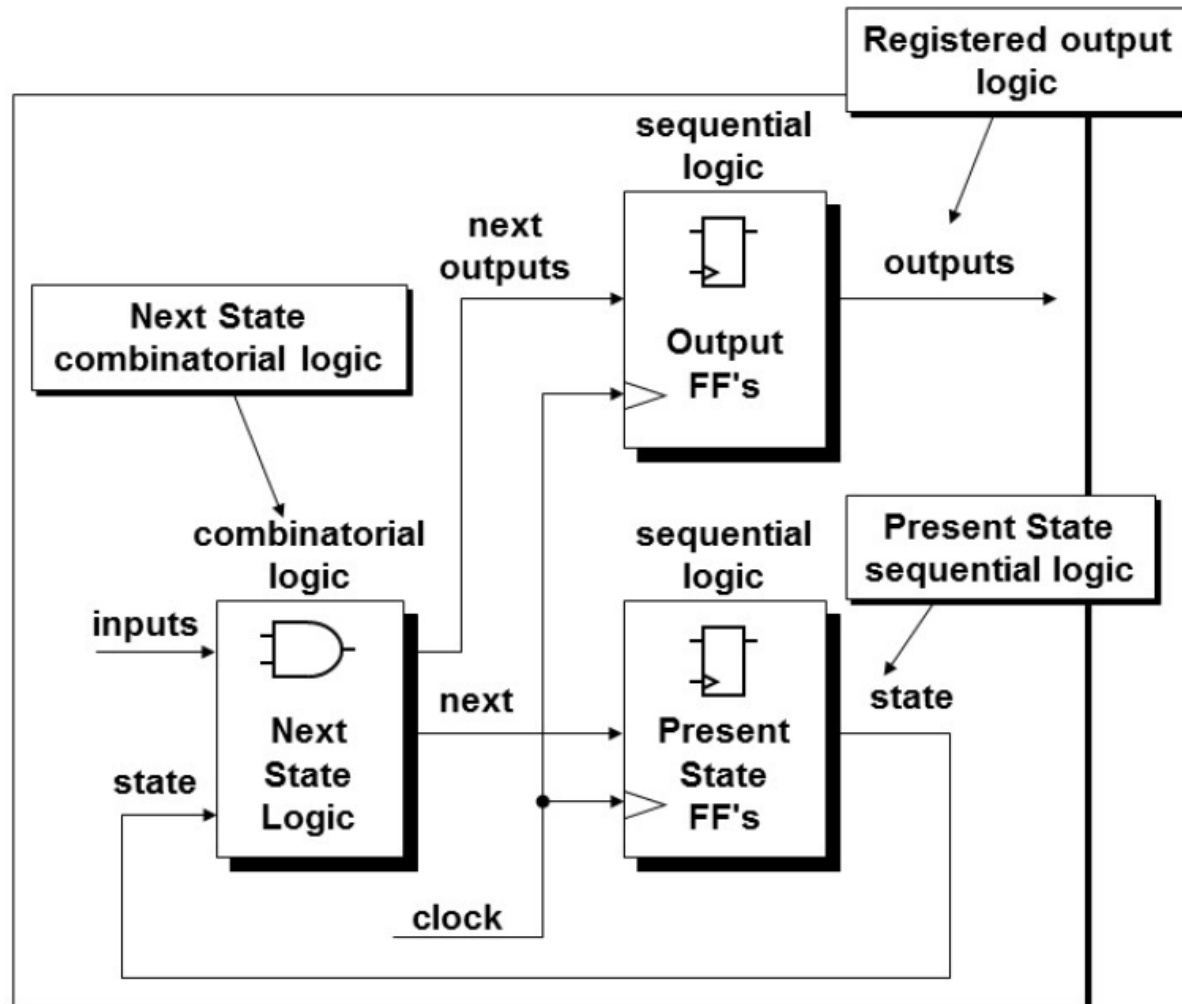 Registered output
logic
sequential
logic
next
outputs
outputs
Next State
combinatorial logic
Output
FF's
combinatorial
logic
sequential
logic
Present State
sequential logic
inputs
next
state
Next
State
Logic
Present
State
FF's
state
clock